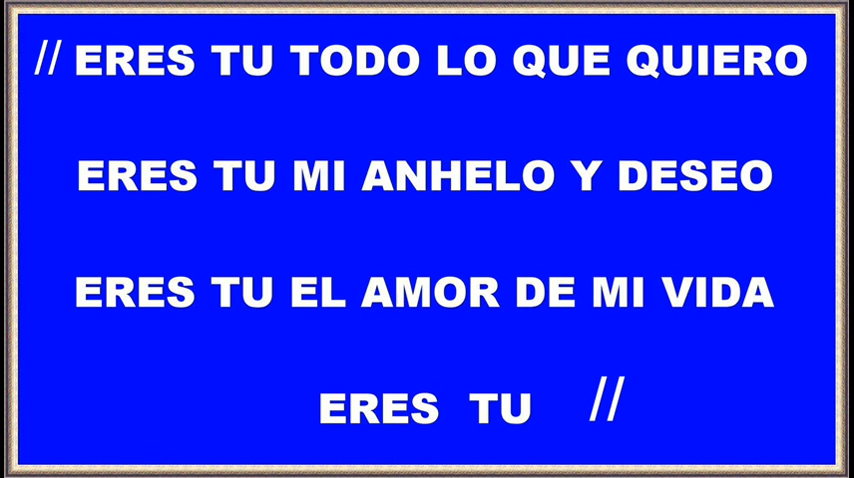 // ERES TU TODO LO QUE QUIERO
ERES TU MI ANHELO Y DESEO
ERES TU EL AMOR DE MI VIDA
ERES TU //